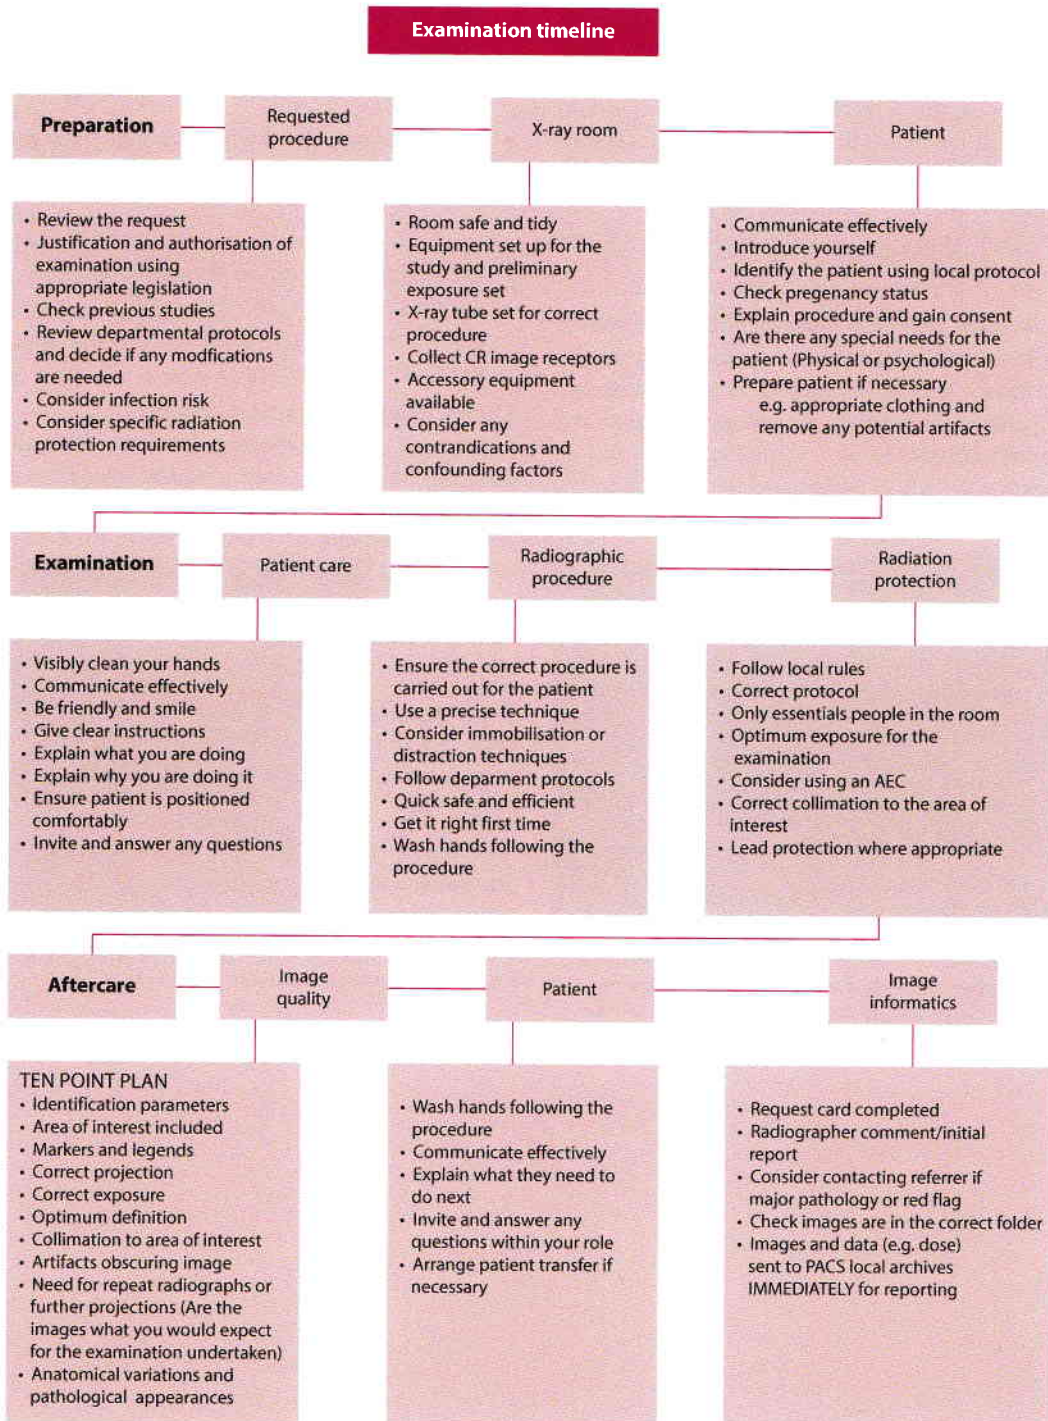 Examination timeline
Preparation
Requested
procedure
X-ray room
Patient
• Review the request
• Justification and authorisation of
examination using
appropriate legislation
• Check previous studies
• Review departmental protocols
and decide if any modfications
are needed
• Consider infection risk
• Consider specific radiation
protection requirements
• Room safe and tidy
• Equipment set up for the
study and preliminary
exposure set
• X-ray tube set for correct
procedure
• Collect CR image receptors
• Accessory equipment
available
• Consider any
contrandications and
confounding factors
• Communicate effectively
• Introduce yourself
• Identify the patient using local protocol
• Check pregenancy status
• Explain procedure and gain consent
• Are there any special needs for the
patient (Physical or psychological)
• Prepare patient if necessary
e.g. appropriate clothing and
remove any potential artifacts
Examination
Patient care
Radiographic
procedure
Radiation
protection
• Visibly clean your hands
• Communicate effectively
• Be friendly and smile
• Give clear instructions
• Explain what you are doing
• Explain why you are doing it
• Ensure patient is positioned
comfortably
• Invite and answer any questions
• Ensure the correct procedure is
carried out for the patient
• Use a precise technique
• Consider immobilisation or
distraction techniques
• Follow deparment protocols
• Quick safe and efficient
• Get it right first time
• Wash hands following the
procedure
• Follow local rules
• Correct protocol
• Only essentials people in the room
• Optimum exposure for the
examination
• Consider using an AEC
• Correct collimation to the area of
interest
• Lead protection where appropriate
Aftercare
Image
quality
Patient
Image
informatics
TEN POINT PLAN
• Identification parameters
• Area of interest included
• Markers and legends
• Correct projection
• Correct exposure
• Optimum definition
• Collimation to area of interest
• Artifacts obscuring image
• Need for repeat radiographs or
further projections (Are the
images what you would expect
for the examination undertaken)
• Anatomical variations and
pathological appearances
• Wash hands following the
procedure
• Communicate effectively
• Explain what they need to
do next
• Invite and answer any
questions within your role
• Arrange patient transfer if
necessary
• Request card completed
• Radiographer comment/initial
report
• Consider contacting referrer if
major pathology or red flag
• Check images are in the correct folder
• Images and data (e.g. dose)
sent to PACS local archives
IMMEDIATELY for reporting